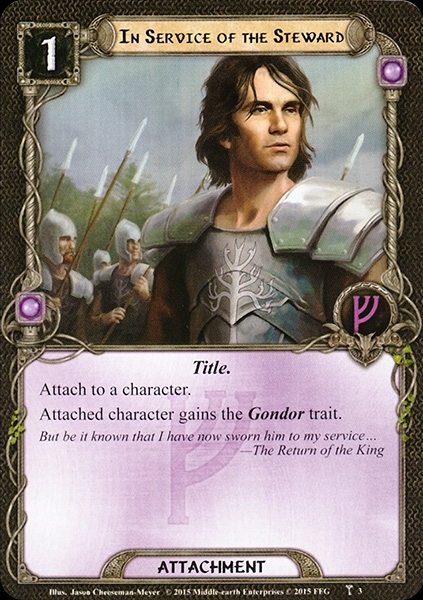 1
IN SERVICE OF THE STEWARD
Title.
Attach to a character.
Attached character gains the Gondor trait.
But be it known that I have now sworn him to my service…
—The Return of the King
ATTACHMENT
Illus. Jason Cheeseman-Meyer © 2015 Middle-earth Enterprises © 2015 FFG 3